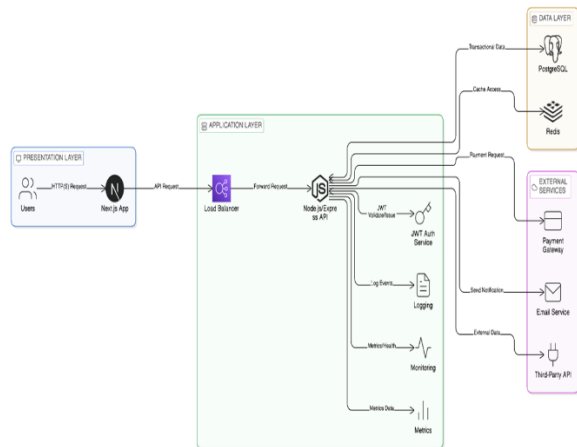 DATA LAYER
Transactional Data
PostgreSQL
Cache Access
Redis
APPLICATION LAYER
PRESENTATION LAYER
HTTP(S) Request
API Request
Forward Request
Users
Next.js App
Load Balancer
Node.js/Expre
ss API
Payment Request
EXTERNAL
SERVICES
JWT
Validate/Issue
JWT Auth
Service
Payment
Gateway
Log Events
Logging
Send Notification
Email Service
Metrics/Health
Monitoring
External Data
Third-Party API
Metrics Data
Metrics